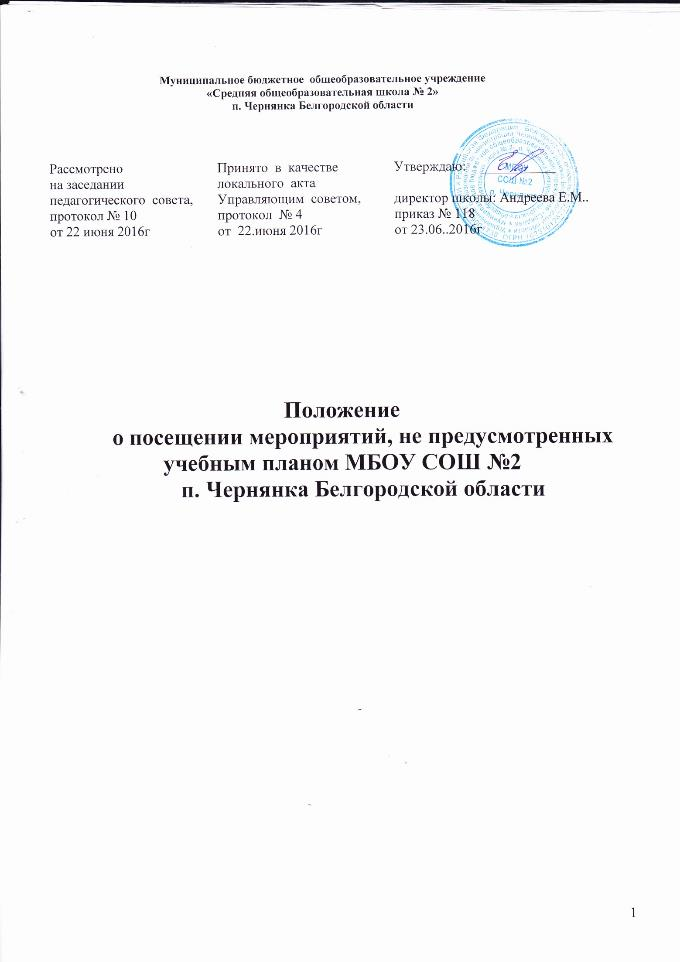 Муниципальное бюджетное общеобразовательное учреждение
«Средняя общеобразовательная школа № 2»
п. Чернянка Белгородской области
Рассмотрено
на заседании
педагогического совета,
протокол № 10
от 22 июня 2016г
Принято в качестве
локального акта
Управляющим советом,
протокол № 4
от 22.июня 2016г
Утверждаю:
директор школы: Андреева Е.М..
приказ № 118
от 23.06..2016г
СОШ №2
Положение
о посещении мероприятий, не предусмотренных
учебным планом МБОУ СОШ №2
п. Чернянка Белгородской области
1